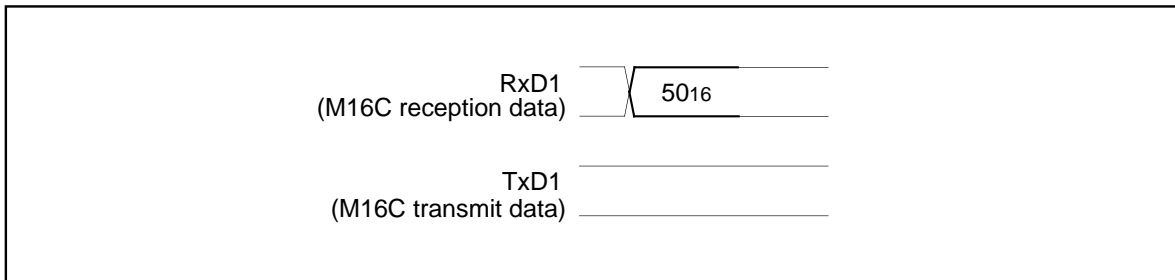 RxD1
(M16C reception data)
5016
TxD1
(M16C transmit data)